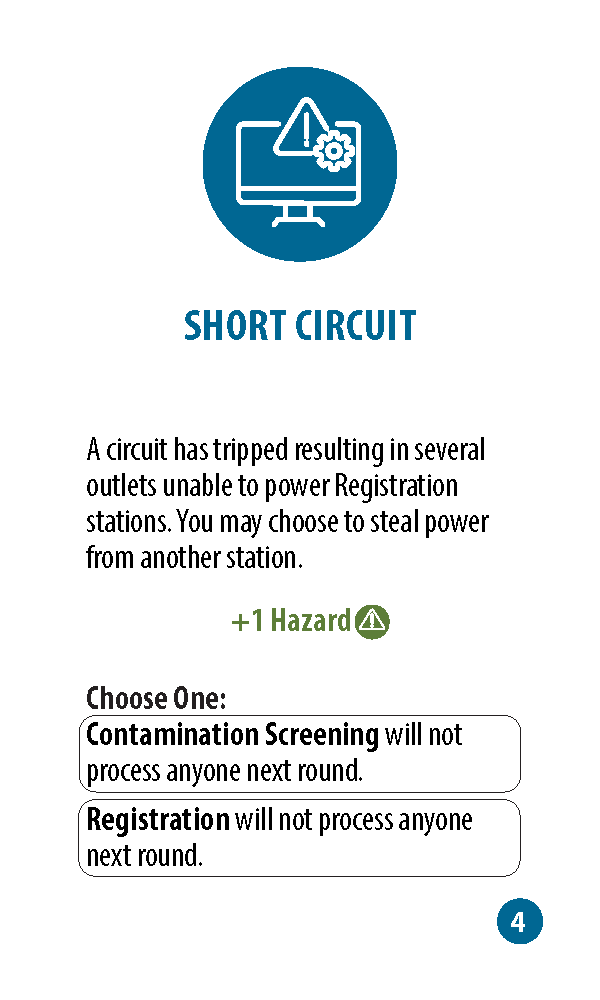 SHORT CIRCUIT
A circuit has tripped resulting in several
outlets unable to power Registration
stations. You may choose to steal power
from another station.
+1 Hazard
Choose One:
Contamination Screening will not
process anyone next round.
Registration will not process anyone
next round.
4